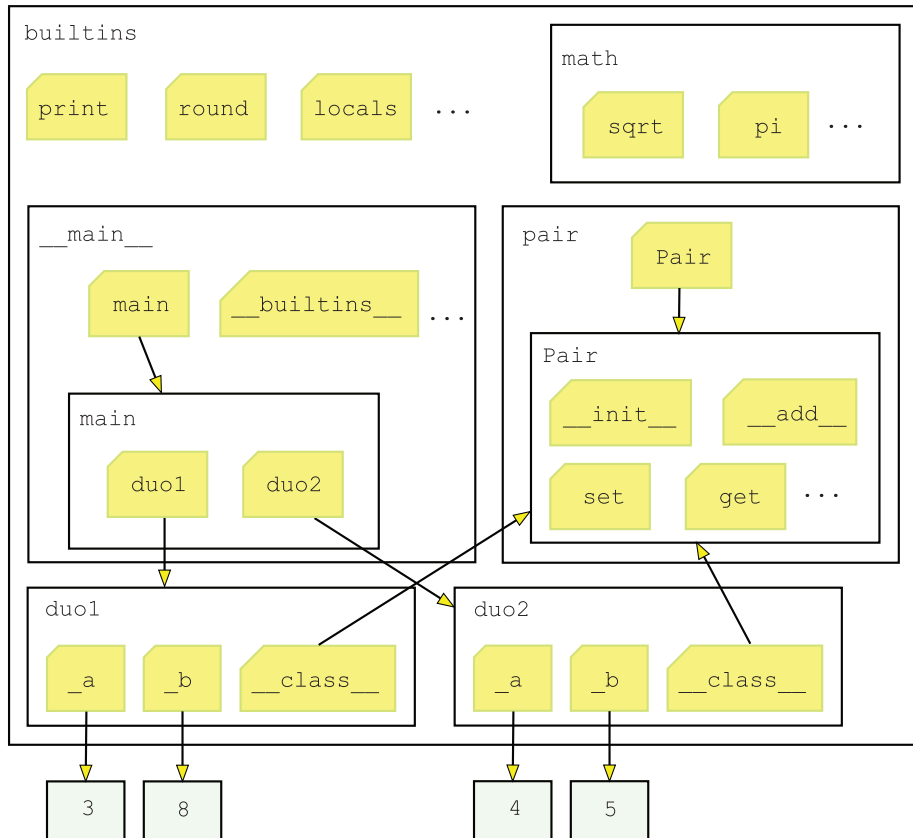 builtins
print round locals ...
math
sqrt pi ...
__main__
main __builtins__ ...
main
duo1 duo2
pair
Pair
Pair
__init__ __add__
set get ...
duo1
_a _b __class__
duo2
_a _b __class__
3 8 4 5